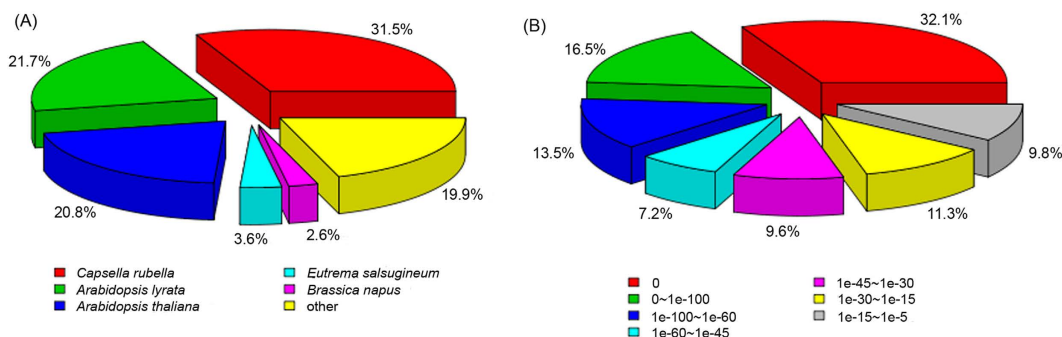 (A)
31.5%
21.7%
20.8%
3.6%
2.6%
19.9%
Capsella rubella
Arabidopsis lyrata
Arabidopsis thaliana
Eutrema salsugineum
Brassica napus
other
(B)
32.1%
16.5%
13.5%
7.2%
9.6%
11.3%
9.8%
0
0~1e-100
1e-100~1e-60
1e-60~1e-45
1e-45~1e-30
1e-30~1e-15
1e-15~1e-5